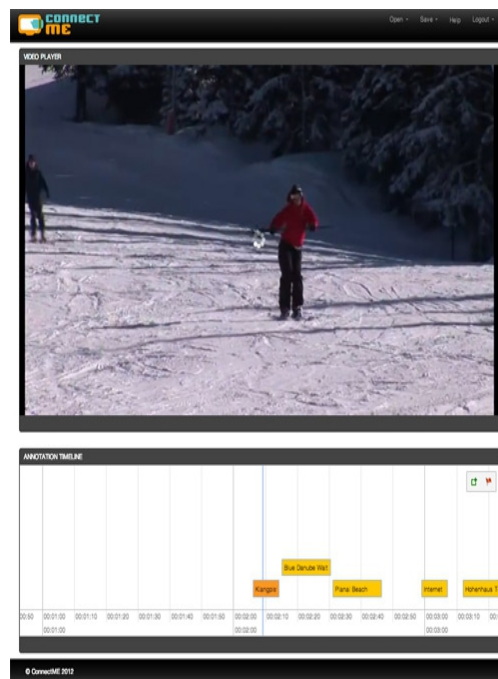 CONNECT
ME
Open
Save
Help
Logout
VIDEO PLAYER
ANNOTATION TIMELINE
Blue Danube Walt
Planai Beach
Internet
Hohenhaus T
00:50 00:01:00 00:01:10 00:01:20 00:01:30 00:01:40 00:01:50 00:02:00 00:02:10 00:02:20 00:02:30 00:02:40 00:02:50 00:03:00 00:03:10 00:
00:01:00 00:02:00 00:03:00
© ConnectME 2012